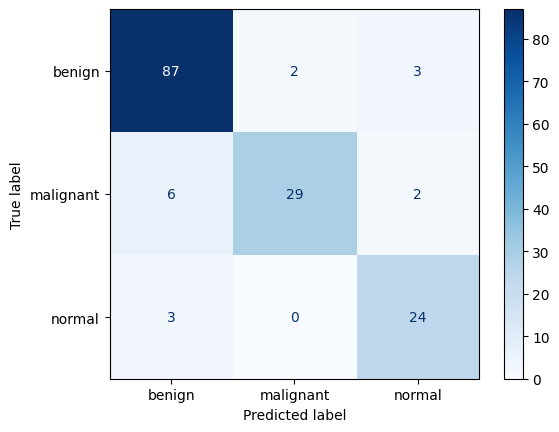 benign
malignant
normal
True label
87 2 3
6 29 2
3 0 24
benign malignant normal
Predicted label
80
70
60
50
40
30
20
10
0